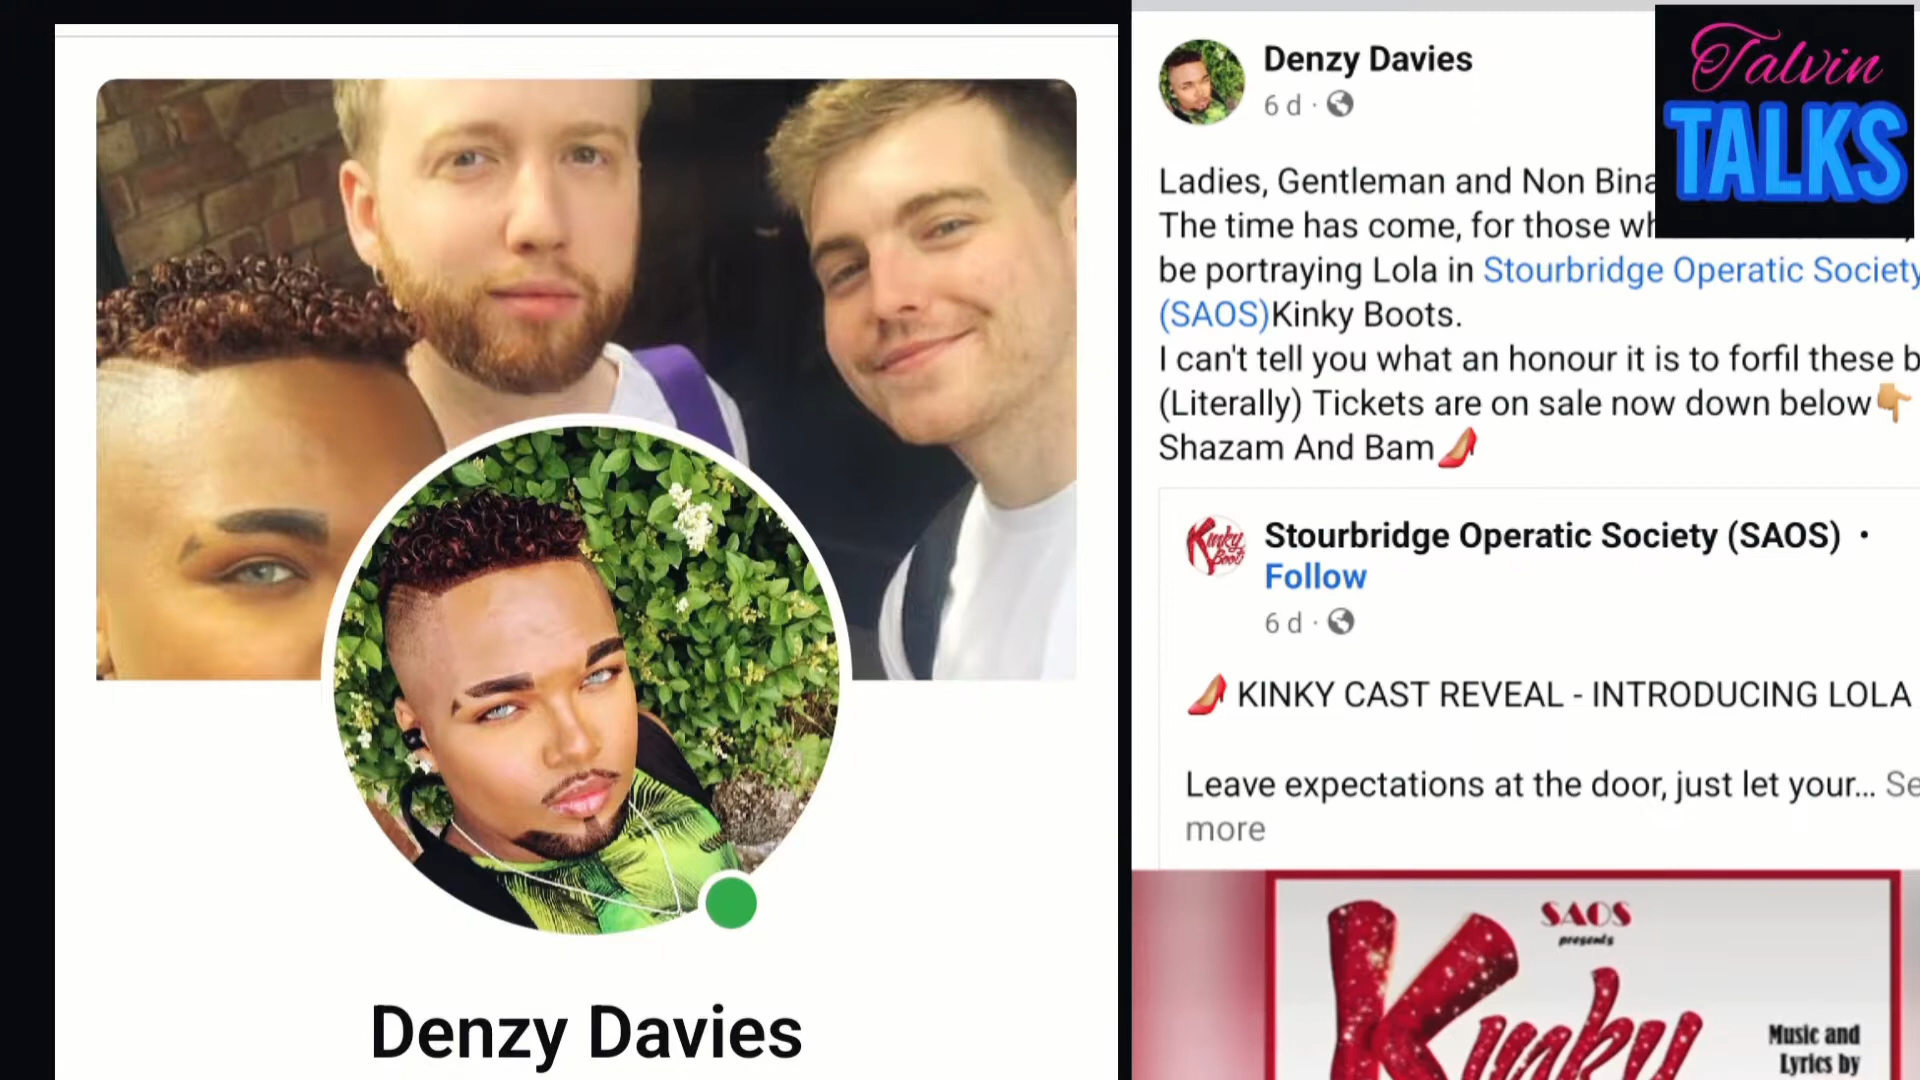 Denzy Davies
Denzy Davies
6 d ·
Talvin
TALKS
Ladies, Gentleman and Non
The time has come, for those
be portraying Lola in Stourbridge Operatic Society
(SAOS)Kinky Boots.
I can't tell you what an honour it is to forfil these
(Literally) Tickets are on sale now down below
Shazam And Bam
Kinky
Boots
Stourbridge Operatic Society (SAOS) ·
Follow
6 d ·
KINKY CAST REVEAL - INTRODUCING LOLA
Leave expectations at the door, just let your...
more
SAOS
presents
Kinky
Music and
Lyrics by